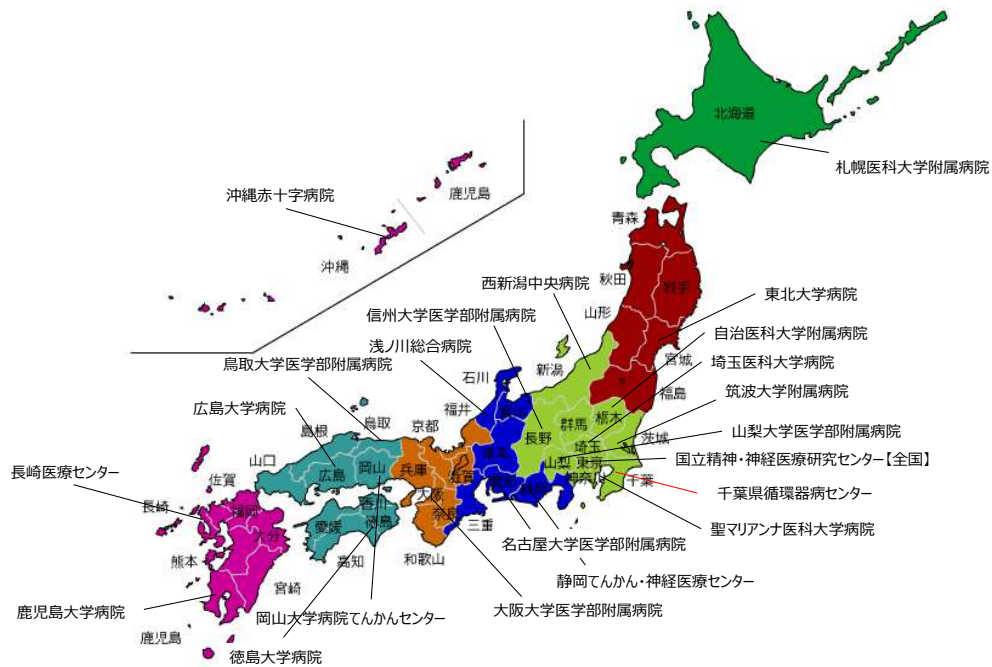 北海道
札幌医科大学附属病院
鹿児島
沖縄赤十字病院
沖縄
青森
秋田
岩手
西新潟中央病院
東北大学病院
山形
信州大学医学部附属病院
自治医科大学附属病院
浅ノ川総合病院
宮城
埼玉医科大学病院
鳥取大学医学部附属病院
新潟
石川
福島
筑波大学附属病院
広島大学病院
福井
栃木
鳥取
京都
群馬
山梨大学医学部附属病院
島根
長野
茨城
埼玉
国立精神・神経医療研究センター【全国】
山口
広島
岡山
兵庫
滋賀
山梨
東京
長崎医療センター
佐賀
神奈川
千葉
千葉県循環器病センター
大阪
長崎
福岡
香川
奈良
大分
愛媛
徳島
三重
聖マリアンナ医科大学病院
名古屋大学医学部附属病院
熊本
高知
和歌山
静岡てんかん・神経医療センター
宮崎
鹿児島大学病院
岡山大学病院てんかんセンター
大阪大学医学部附属病院
鹿児島
徳島大学病院